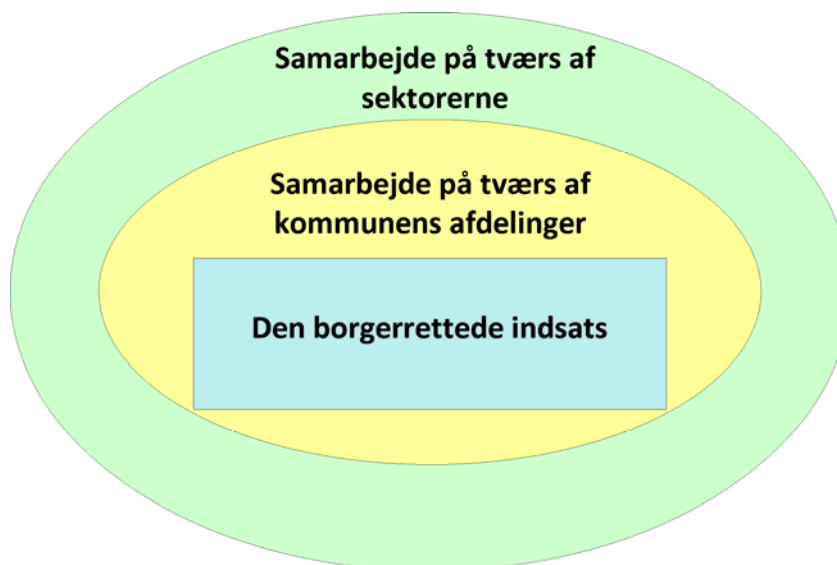 Samarbejde på tværs af
sektorerne
Samarbejde på tværs af
kommunens afdelinger
Den borgerrettede indsats